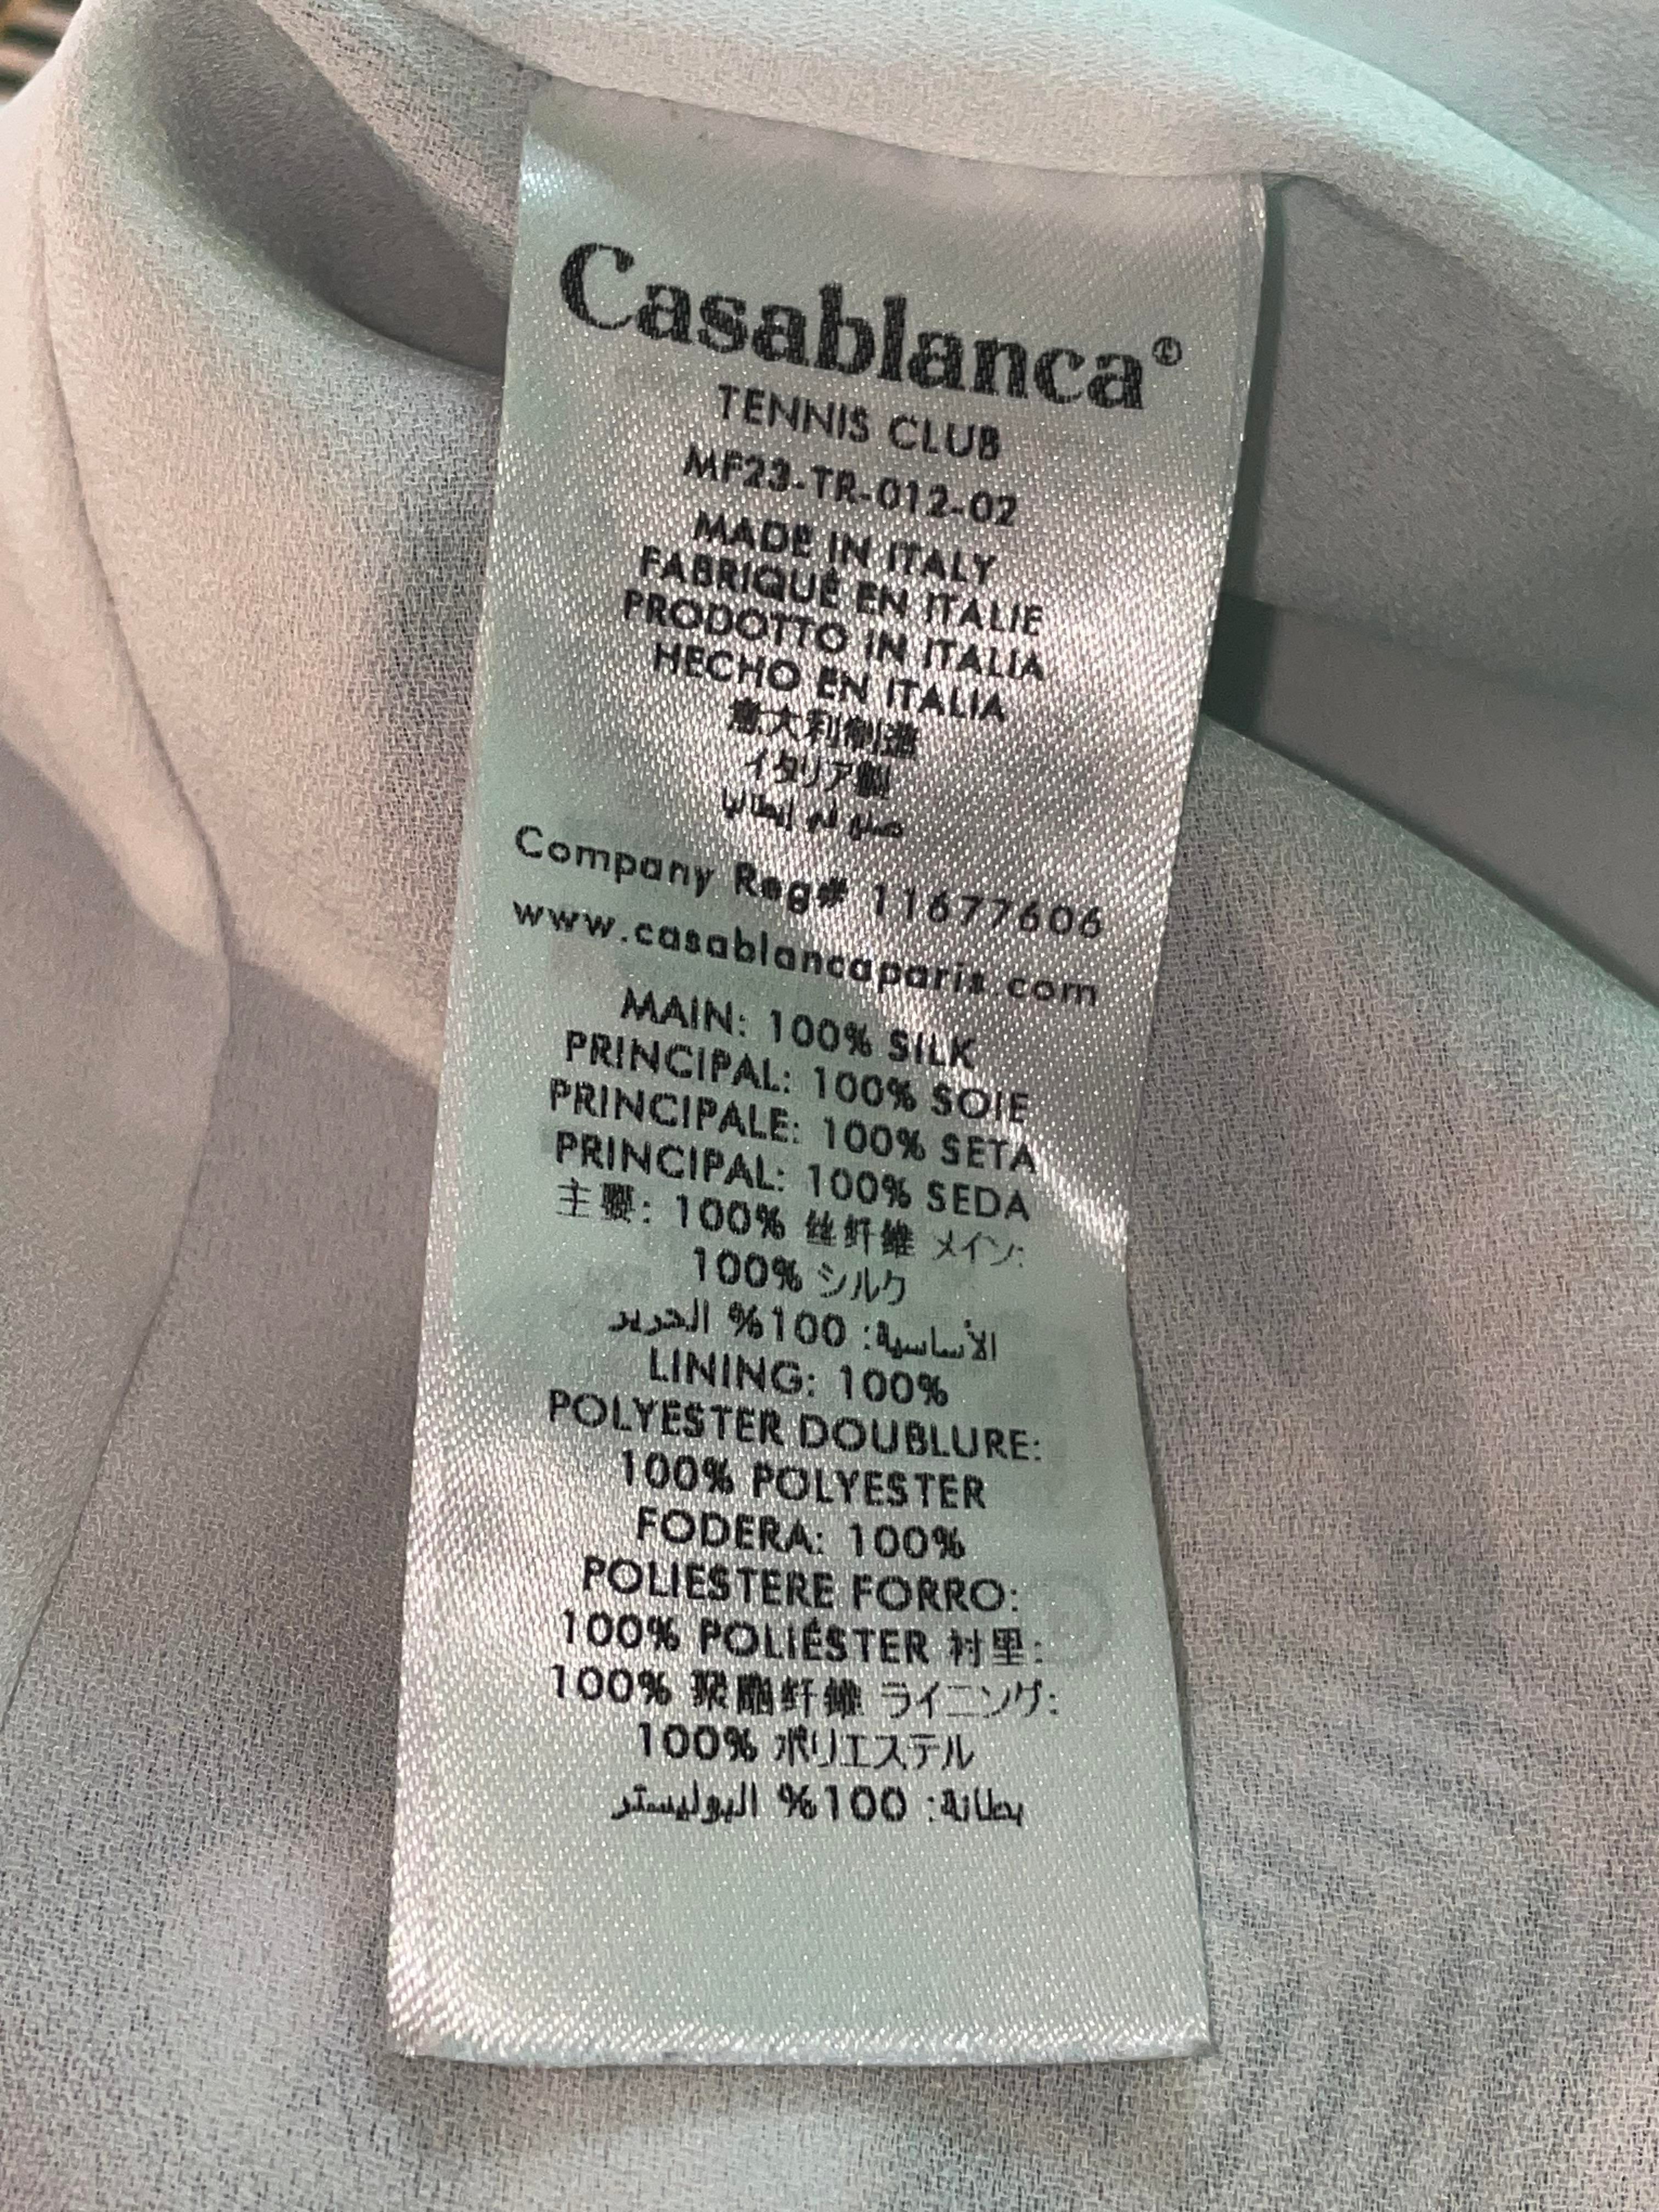 Casablanca®
TENNIS CLUB
MF23-TR-012-02
MADE IN ITALY
FABRIQUÉ EN ITALIE
PRODOTTO IN ITALIA
HECHO EN ITALIA
意大利制造
イタリア製
صنع في إيطاليا
Company Reg# 11677606
www.casablancaparis.com
MAIN: 100% SILK
PRINCIPAL: 100% SOIE
PRINCIPALE: 100% SETA
PRINCIPAL: 100% SEDA
主要: 100% 丝纤维 メイン:
100% シルク
الأساسية: 100% الحرير
LINING: 100%
POLYESTER DOUBLURE:
100% POLYESTER
FODERA: 100%
POLIESTERE FORRO:
100% POLIÉSTER 衬里:
100% 聚酯纤维 ライニング:
100% ポリエステル
بطانة: 100% البوليستر